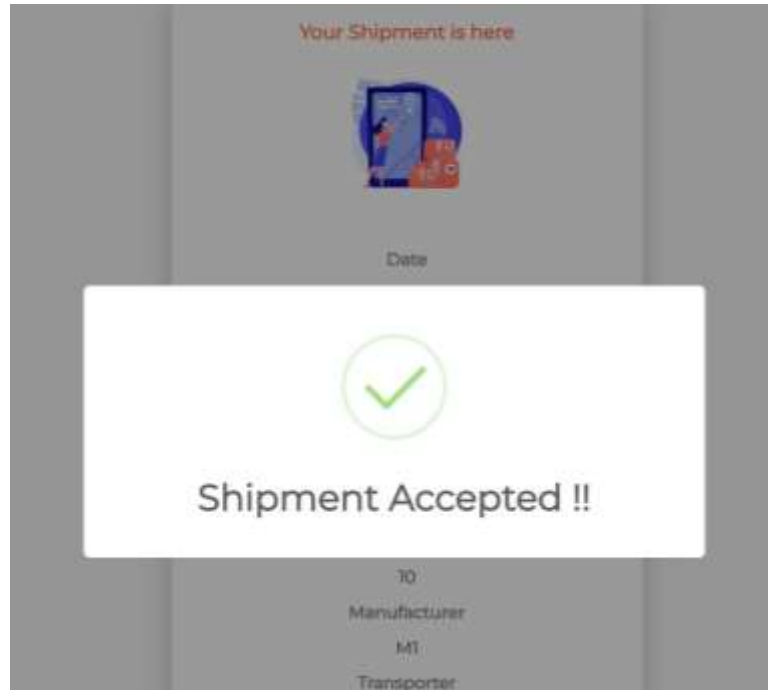 Your Shipment is here
Date
Shipment Accepted !!
10
Manufacturer
M1
Transporter